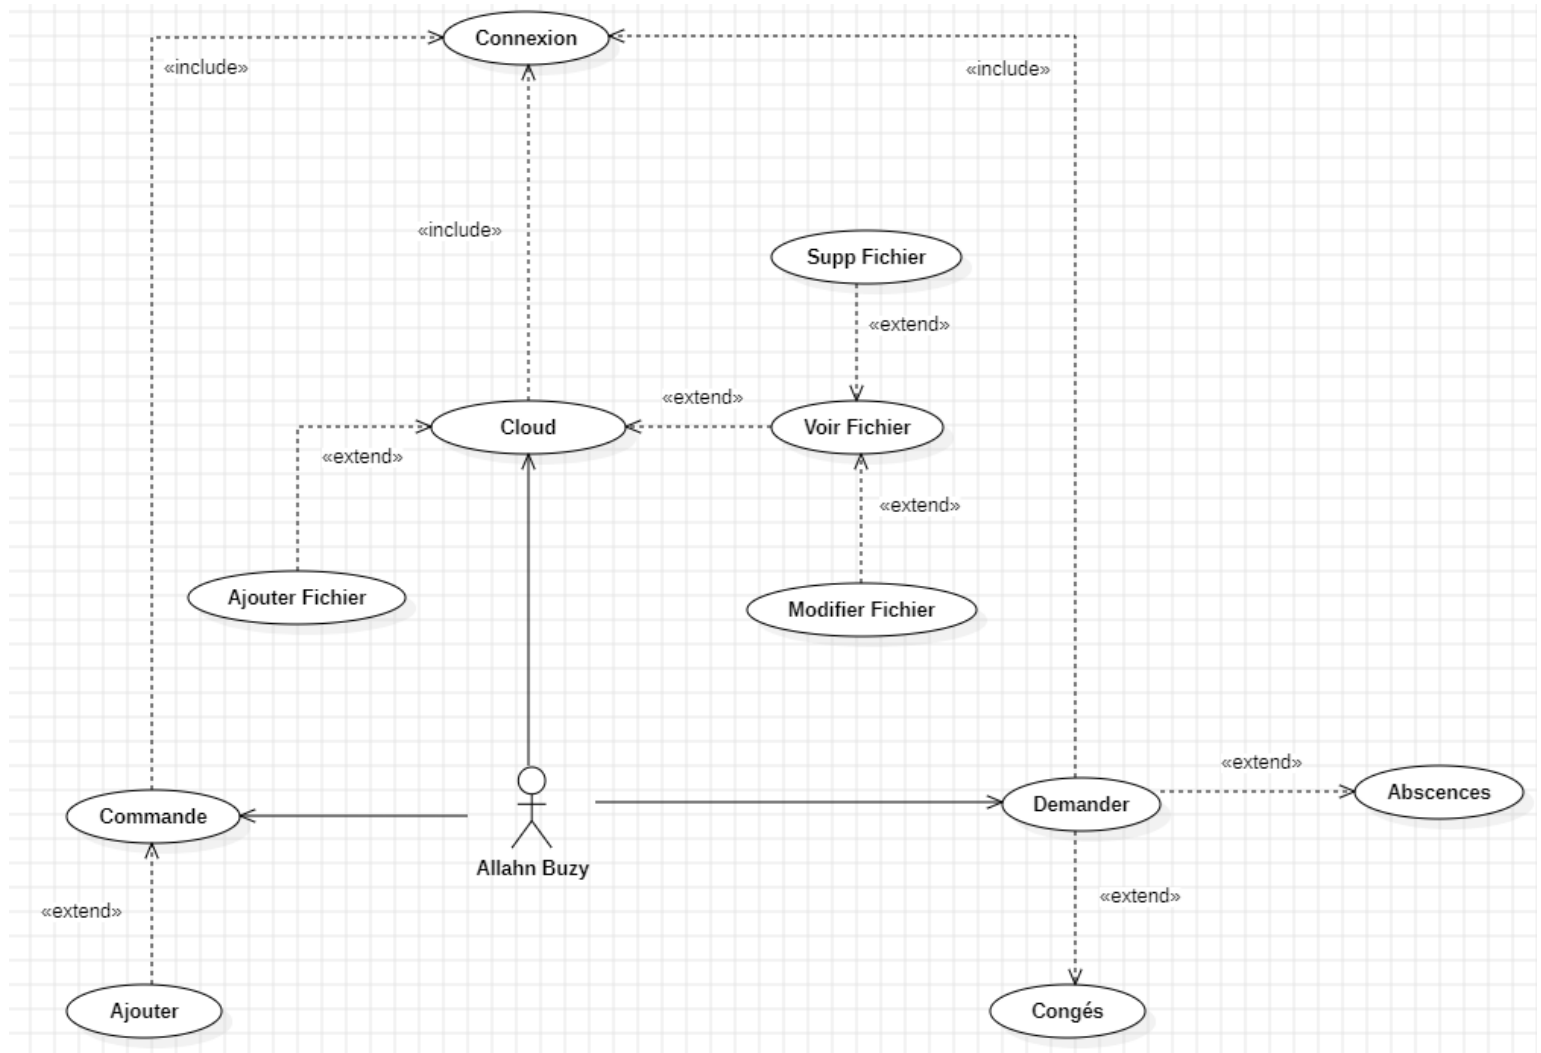 Connexion
«include»
«include»
«include»
Supp Fichier
«extend»
«extend»
Cloud
Voir Fichier
«extend»
«extend»
Ajouter Fichier
Modifier Fichier
«extend»
Abscences
Demander
Commande
Allahn Buzy
«extend»
«extend»
Ajouter
Congés